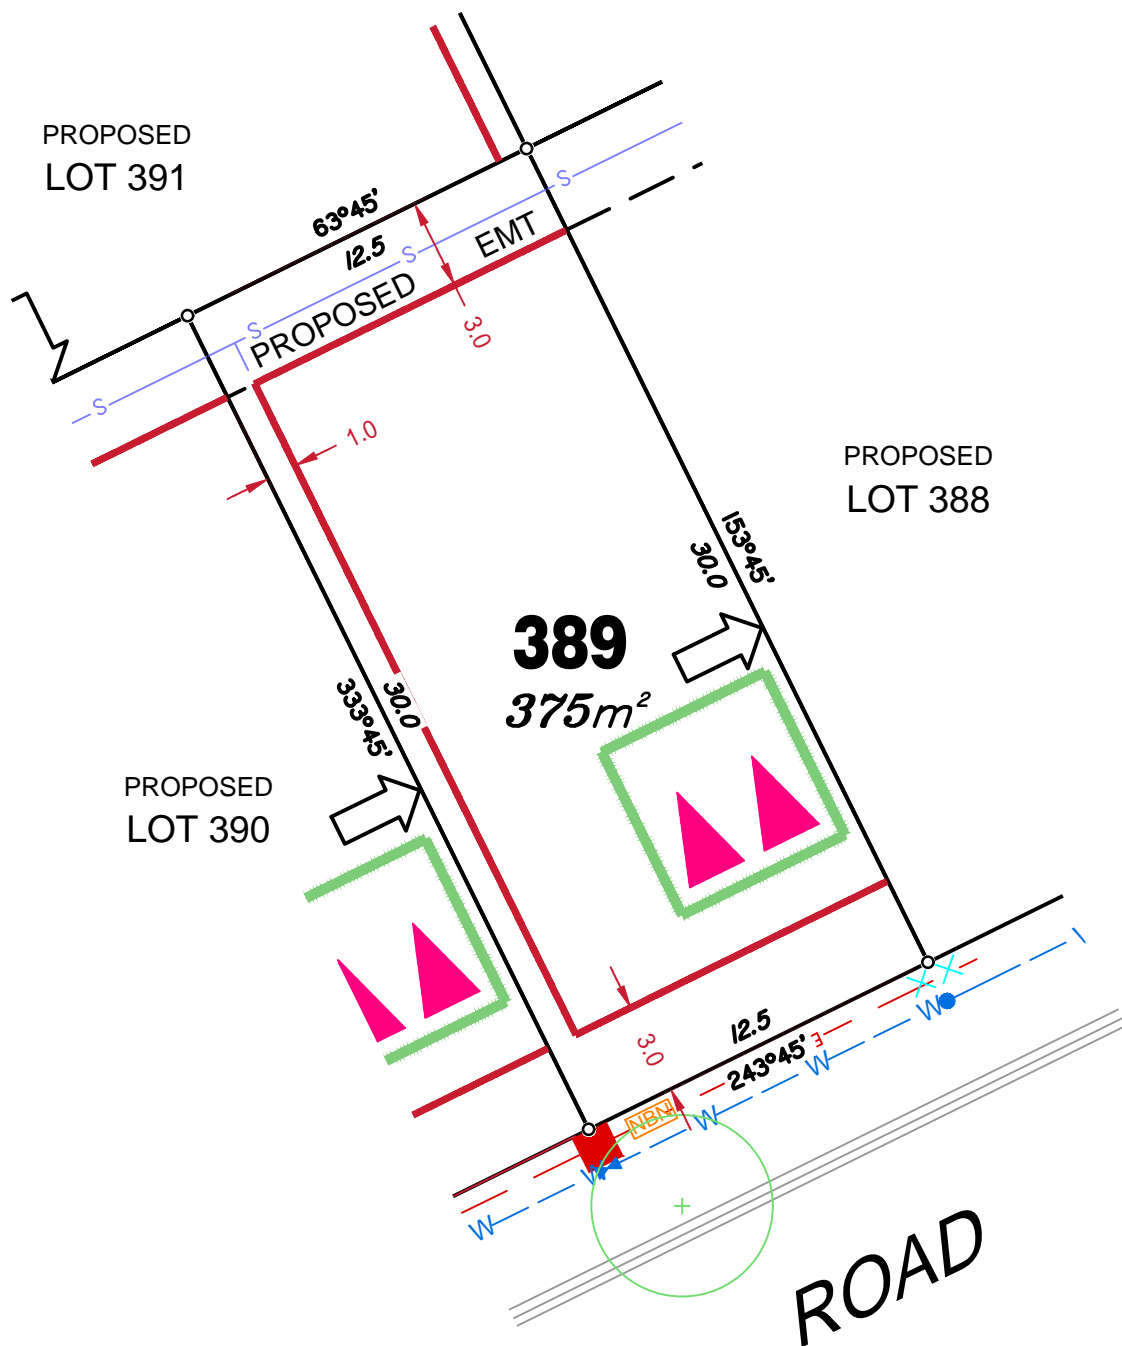 PROPOSED
LOT 391
63°45'
12.5
S
S
S
S
PROPOSED EMT
3.0
1.0
PROPOSED
LOT 388
153°45'
30.0
389
375m²
333°45'
30.0
PROPOSED
LOT 390
3.0
12.5
243°45'
E
NBN
W
W
W
W
W
ROAD